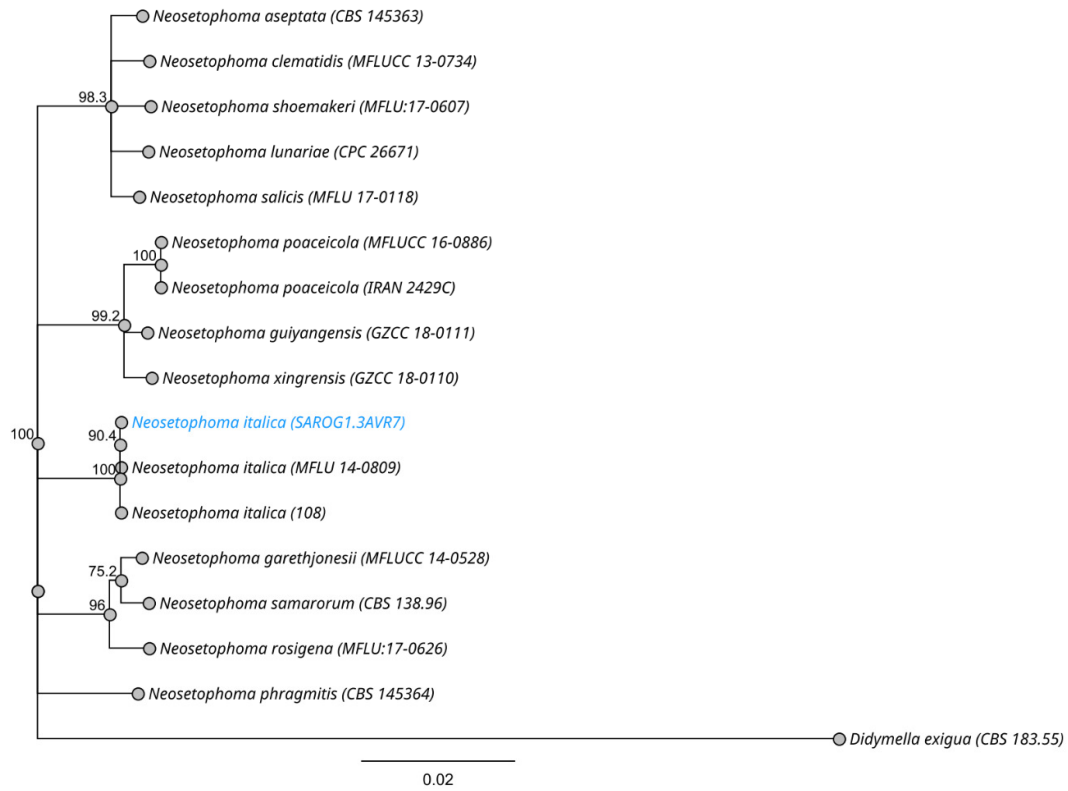 Neosetophoma aseptata (CBS 145363)
Neosetophoma clematidis (MFLUCC 13-0734)
98.3
Neosetophoma shoemakeri (MFLU:17-0607)
Neosetophoma lunariae (CPC 26671)
Neosetophoma salicis (MFLU 17-0118)
Neosetophoma poaceicola (MFLUCC 16-0886)
100
Neosetophoma poaceicola (IRAN 2429C)
99.2
Neosetophoma guiyangensis (GZCC 18-0111)
Neosetophoma xingrensis (GZCC 18-0110)
Neosetophoma italica (SAROG1.3AVR7)
100
90.4
Neosetophoma italica (MFLU 14-0809)
100
Neosetophoma italica (108)
Neosetophoma garethjonesii (MFLUCC 14-0528)
75.2
Neosetophoma samarorum (CBS 138.96)
96
Neosetophoma rosigena (MFLU:17-0626)
Neosetophoma phragmitis (CBS 145364)
Didymella exigua (CBS 183.55)
0.02